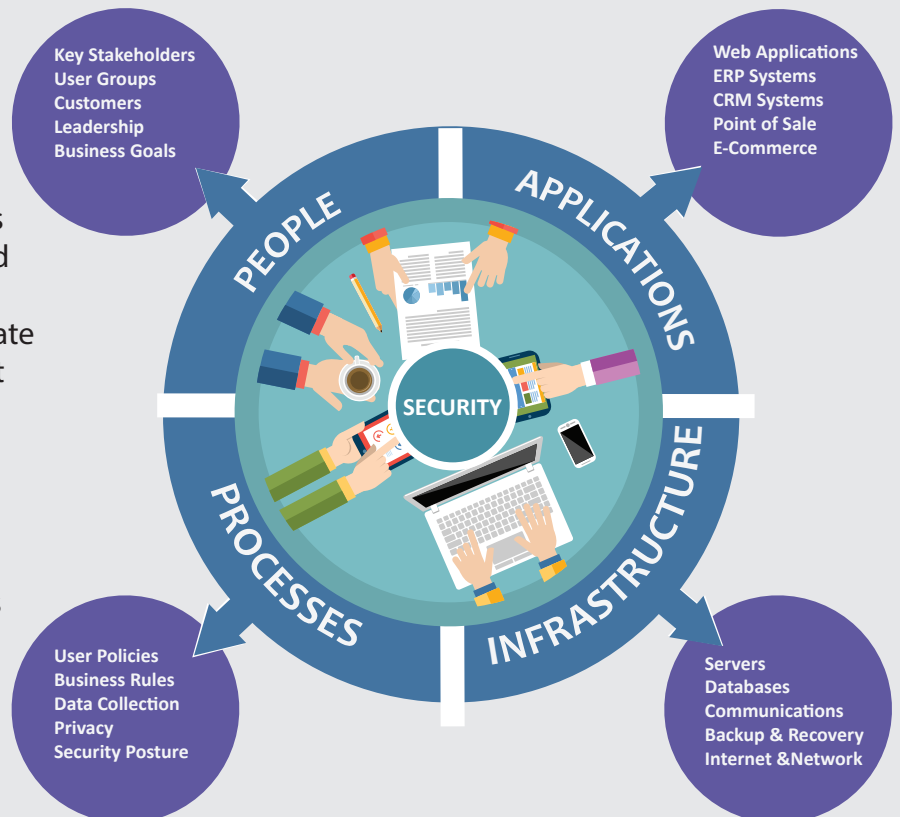 Key Stakeholders
User Groups
Customers
Leadership
Business Goals
Web Applications
ERP Systems
CRM Systems
Point of Sale
E-Commerce
PEOPLE
APPLICATIONS
SECURITY
PROCESSES
INFRASTRUCTURE
User Policies
Business Rules
Data Collection
Privacy
Security Posture
Servers
Databases
Communications
Backup & Recovery
Internet &Network